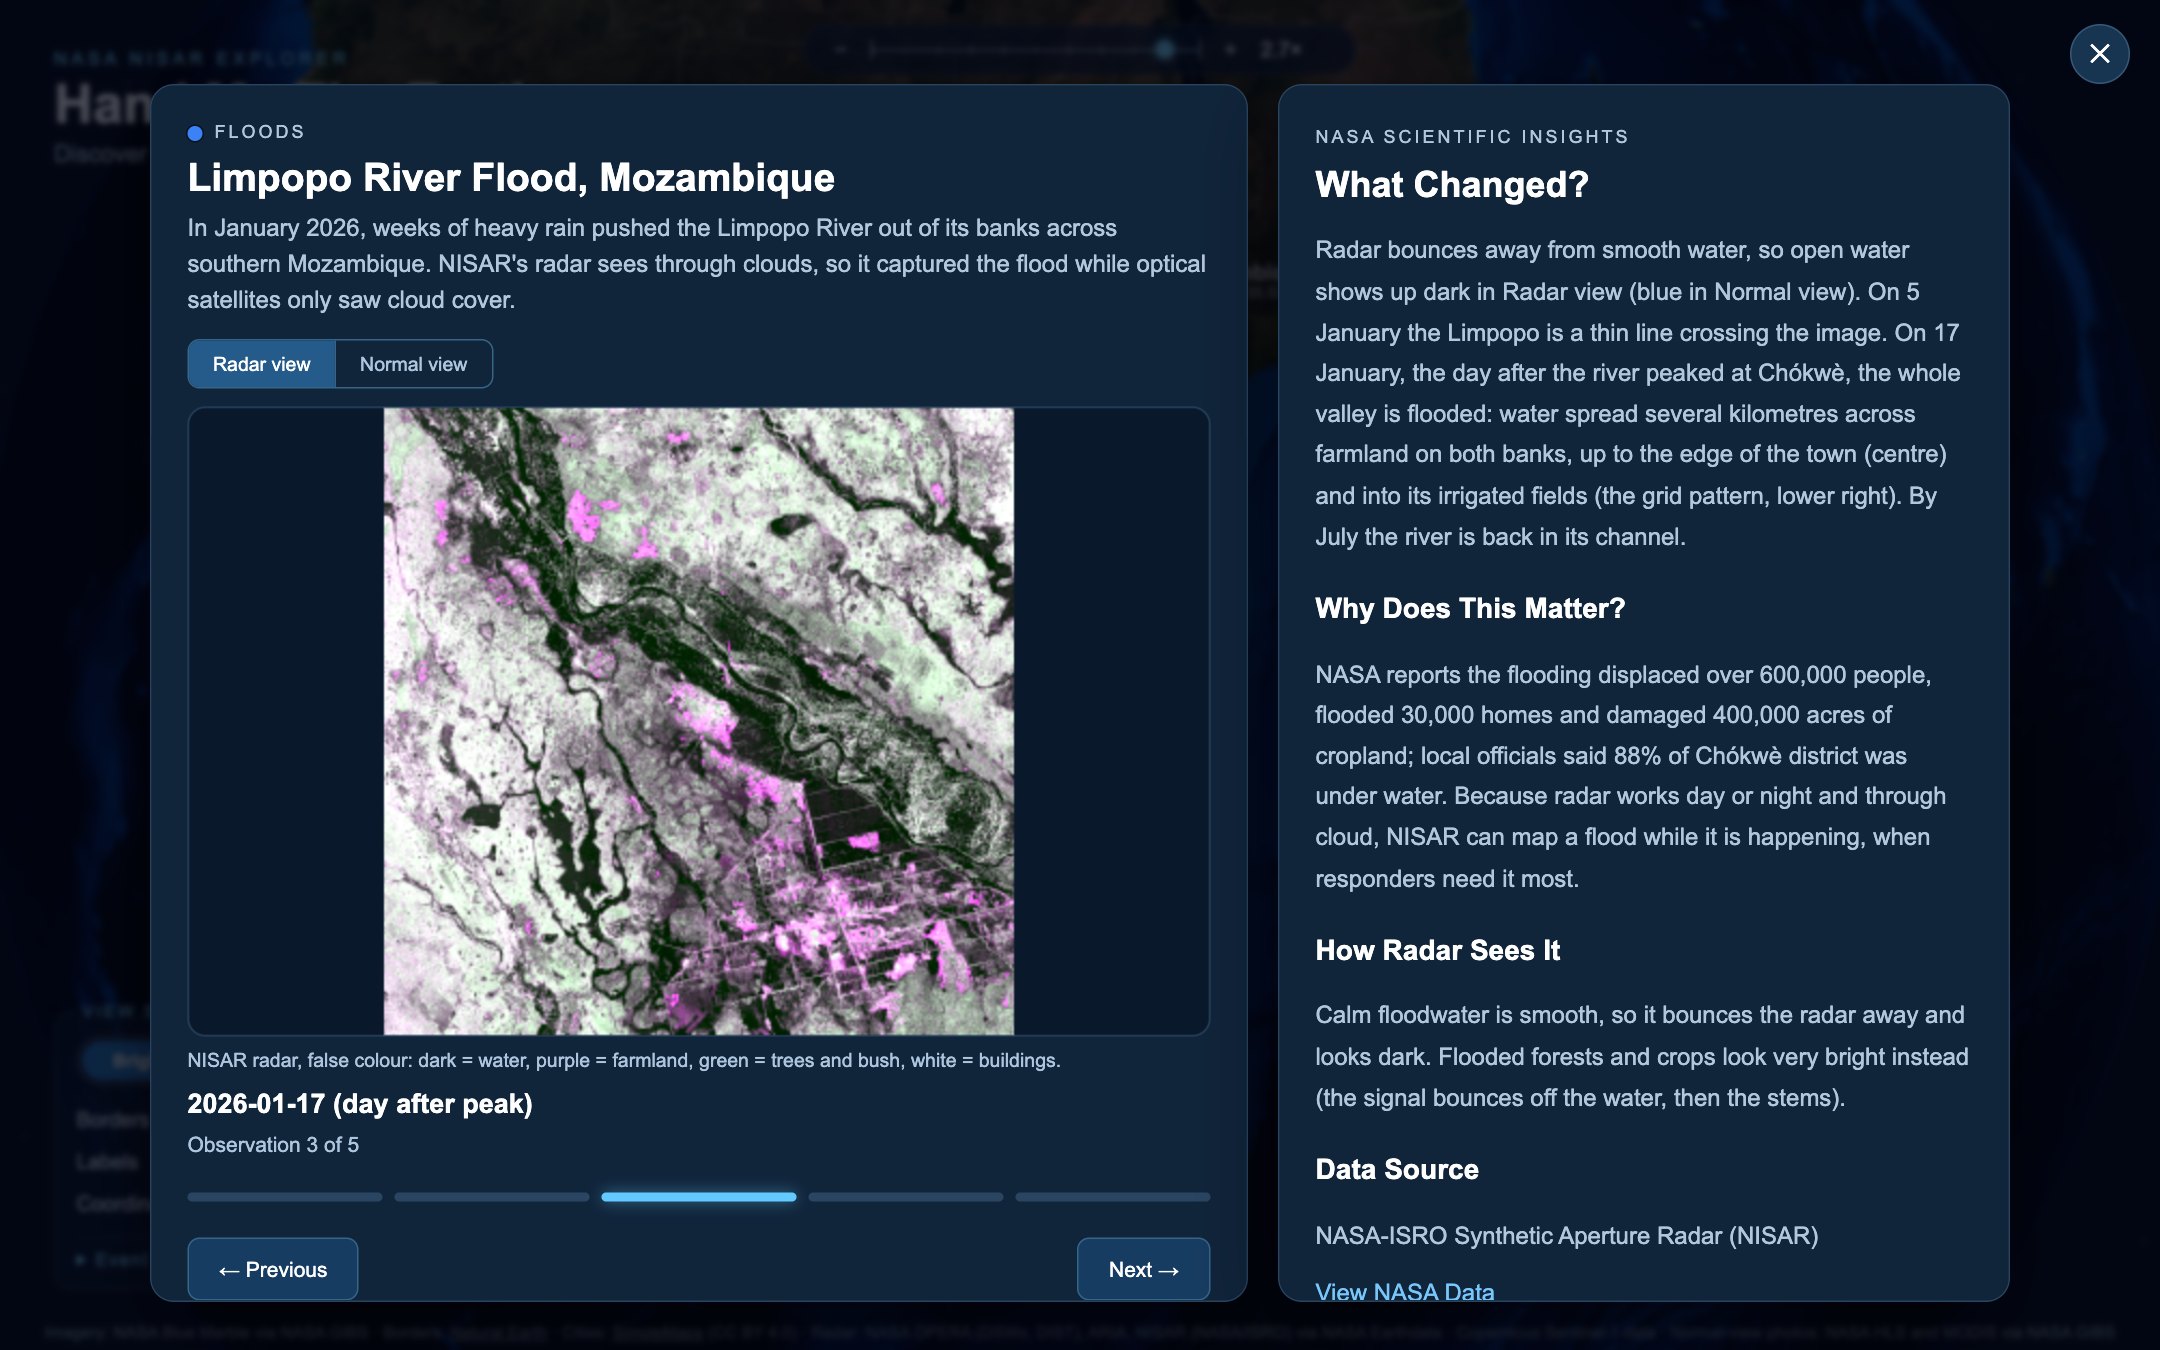 NASA NISAR EXPLORER
Discover
2.7×
FLOODS
Limpopo River Flood, Mozambique
In January 2026, weeks of heavy rain pushed the Limpopo River out of its banks across
southern Mozambique. NISAR's radar sees through clouds, so it captured the flood while optical
satellites only saw cloud cover.
Radar view
Normal view
NISAR radar, false colour: dark = water, purple = farmland, green = trees and bush, white = buildings.
2026-01-17 (day after peak)
Observation 3 of 5
← Previous
Next →
NASA SCIENTIFIC INSIGHTS
What Changed?
Radar bounces away from smooth water, so open water
shows up dark in Radar view (blue in Normal view). On 5
January the Limpopo is a thin line crossing the image. On 17
January, the day after the river peaked at Chókwè, the whole
valley is flooded: water spread several kilometres across
farmland on both banks, up to the edge of the town (centre)
and into its irrigated fields (the grid pattern, lower right). By
July the river is back in its channel.
Why Does This Matter?
NASA reports the flooding displaced over 600,000 people,
flooded 30,000 homes and damaged 400,000 acres of
cropland; local officials said 88% of Chókwè district was
under water. Because radar works day or night and through
cloud, NISAR can map a flood while it is happening, when
responders need it most.
How Radar Sees It
Calm floodwater is smooth, so it bounces the radar away and
looks dark. Flooded forests and crops look very bright instead
(the signal bounces off the water, then the stems).
Data Source
NASA-ISRO Synthetic Aperture Radar (NISAR)
View NASA Data
Borders
Labels